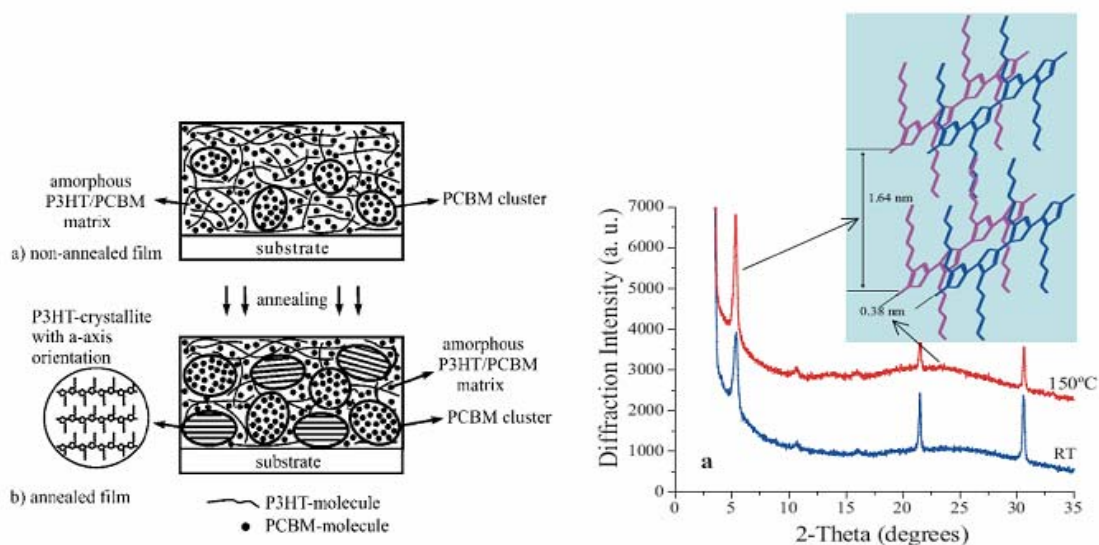 amorphous
P3HT/PCBM
matrix
PCBM cluster
substrate
a) non-annealed film
annealing
P3HT-crystallite
with a-axis
orientation
amorphous
P3HT/PCBM
matrix
PCBM cluster
substrate
b) annealed film
P3HT-molecule
PCBM-molecule
1.64 nm
0.38 nm
Diffraction Intensity (a. u.)
7000
6000
5000
4000
3000
2000
1000
0
150ºC
RT
a
5
10
15
20
25
30
35
2-Theta (degrees)